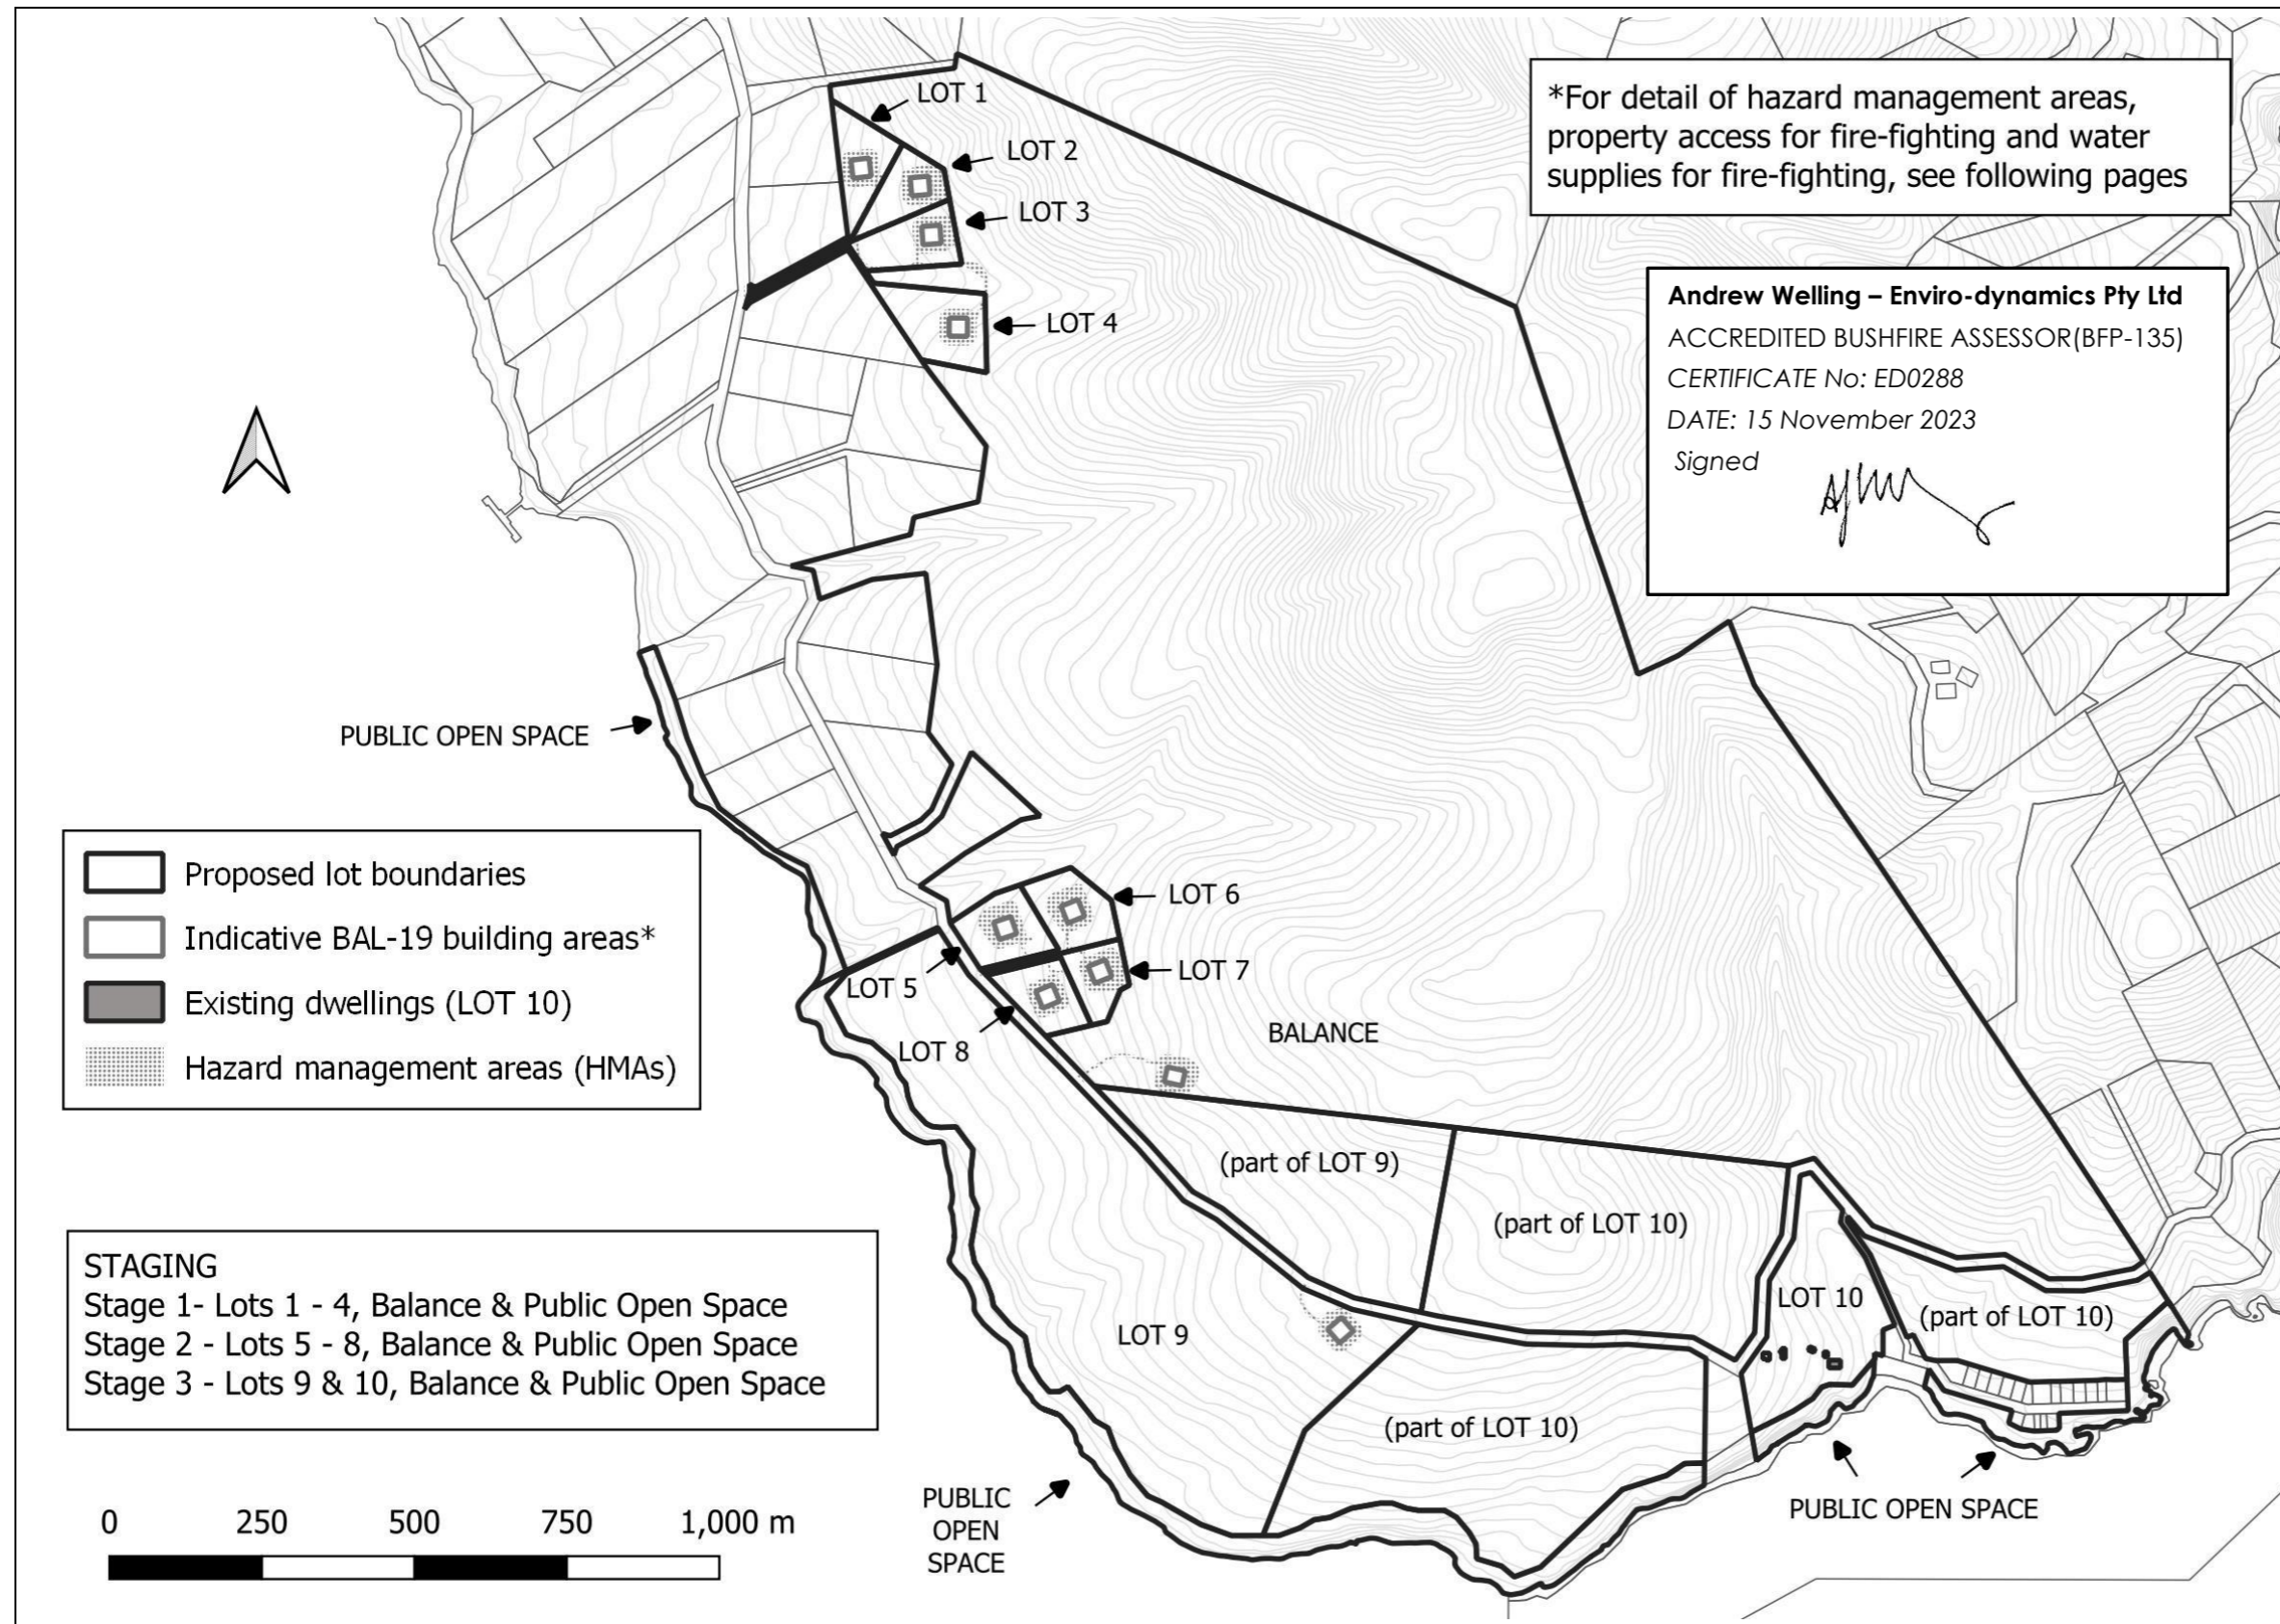 LOT 1
LOT 2
LOT 3
LOT 4
*For detail of hazard management areas,
property access for fire-fighting and water
supplies for fire-fighting, see following pages
Andrew Welling – Enviro-dynamics Pty Ltd
ACCREDITED BUSHFIRE ASSESSOR(BFP-135)
CERTIFICATE No: ED0288
DATE: 15 November 2023
Signed
PUBLIC OPEN SPACE
Proposed lot boundaries
Indicative BAL-19 building areas*
Existing dwellings (LOT 10)
Hazard management areas (HMAs)
LOT 6
LOT 7
LOT 5
LOT 8
BALANCE
(part of LOT 9)
(part of LOT 10)
LOT 10
(part of LOT 10)
LOT 9
(part of LOT 10)
STAGING
Stage 1- Lots 1 - 4, Balance & Public Open Space
Stage 2 - Lots 5 - 8, Balance & Public Open Space
Stage 3 - Lots 9 & 10, Balance & Public Open Space
PUBLIC
OPEN
SPACE
PUBLIC OPEN SPACE
0 250 500 750 1,000 m